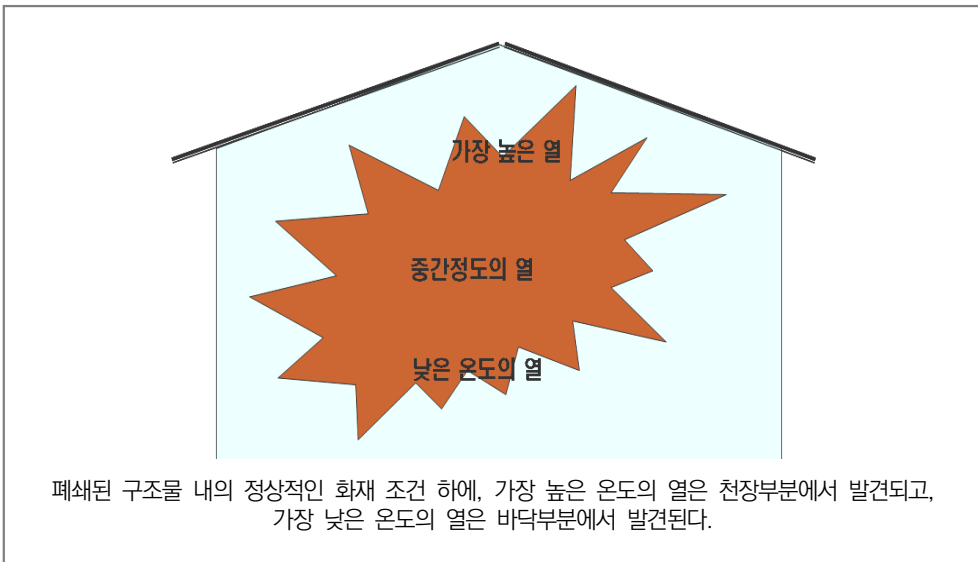 가장 높은 열
중간정도의 열
낮은 온도의 열
폐쇄된 구조물 내의 정상적인 화재 조건 하에, 가장 높은 온도의 열은 천장부분에서 발견되고,
가장 낮은 온도의 열은 바닥부분에서 발견된다.